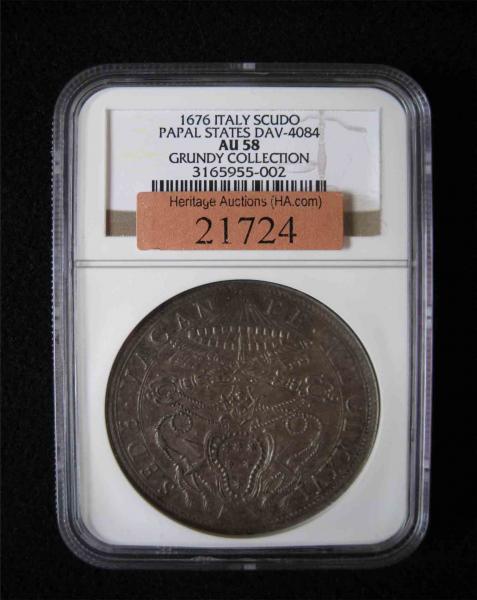 1676 ITALY SCUDO
PAPAL STATES DAV-4084
AU 58
GRUNDY COLLECTION
3165955-002
Heritage Auctions (HA.com)
21724
SEDE VACAN